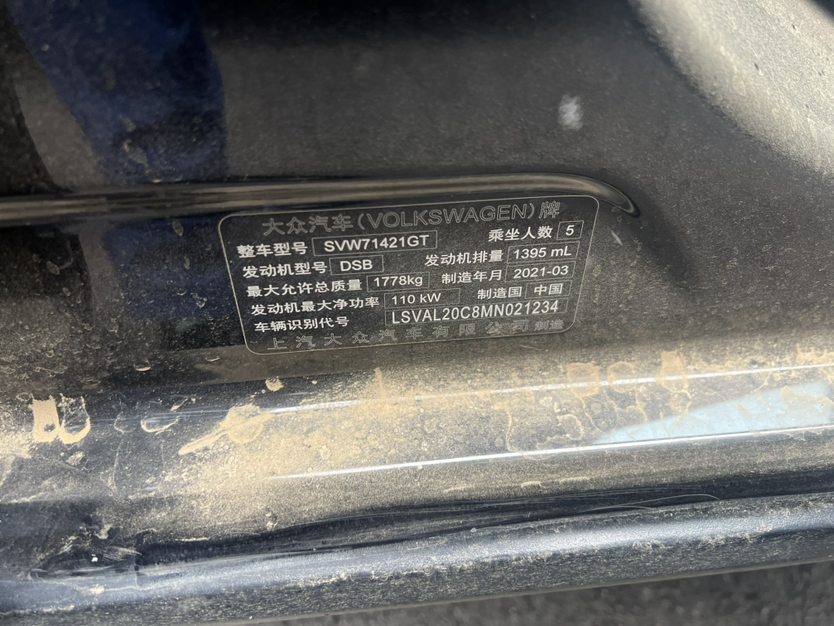 大众汽车(VOLKSWAGEN)牌
整车型号 SVW71421GT 乘坐人数 5
发动机型号 DSB 发动机排量 1395 mL
最大允许总质量 1778kg 制造年月 2021-03
发动机最大净功率 110 kW 制造国 中国
车辆识别代号 LSVAL20C8MN021234
上汽大众汽车有限公司制造